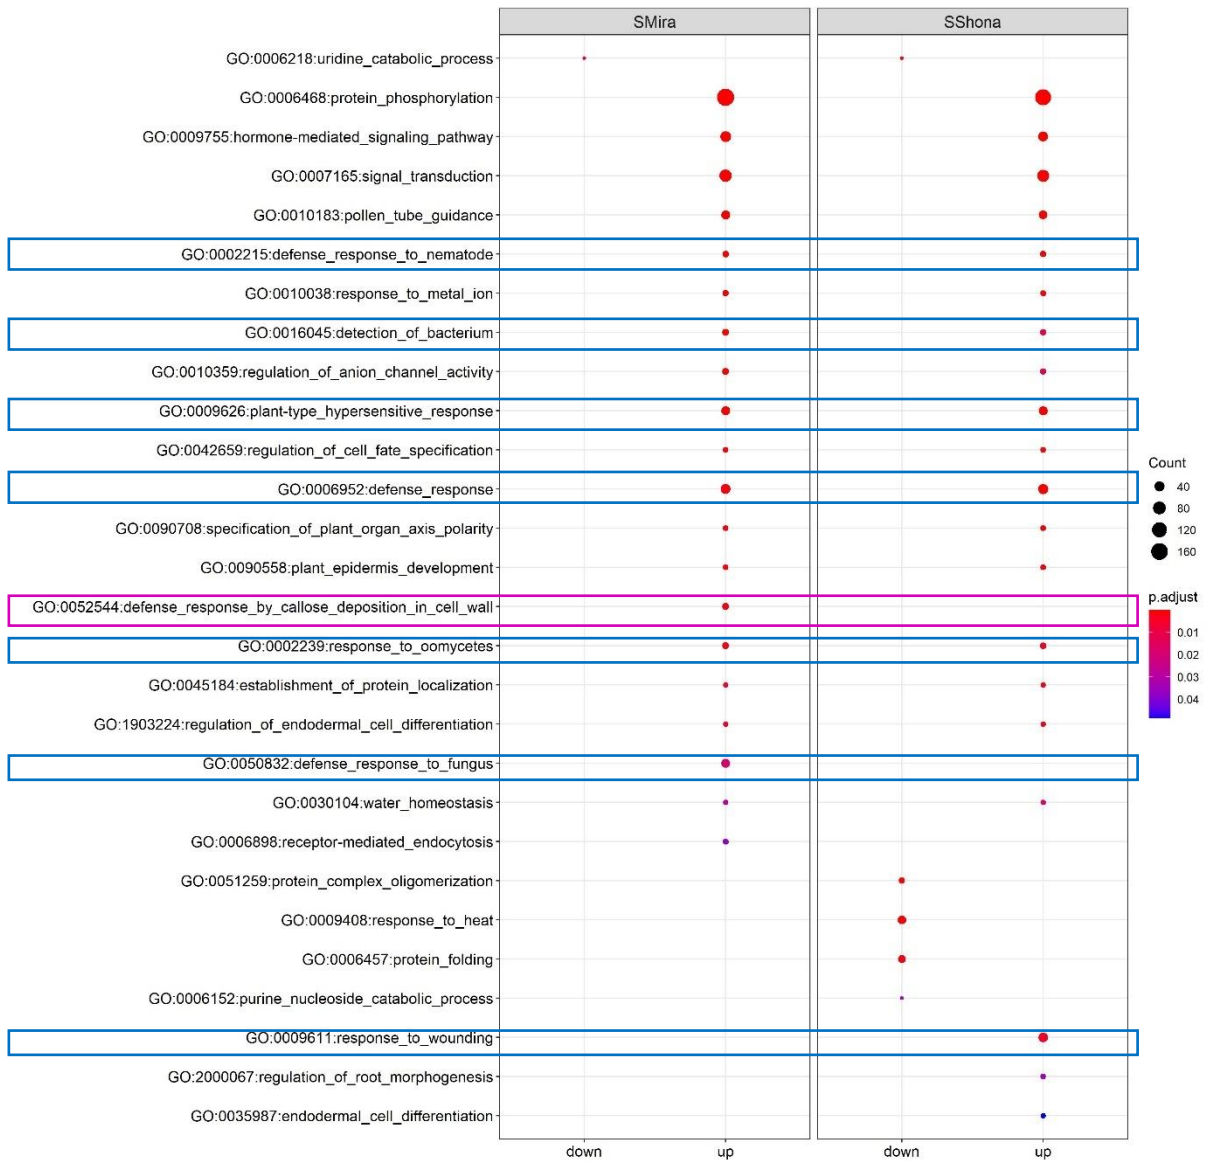 SMira SShona
GO:0006218:uridine_catabolic_process
GO:0006468:protein_phosphorylation
GO:0009755:hormone-mediated_signaling_pathway
GO:0007165:signal_transduction
GO:0010183:pollen_tube_guidance
GO:0002215:defense_response_to_nematode
GO:0010038:response_to_metal_ion
GO:0016045:detection_of_bacterium
GO:0010359:regulation_of_anion_channel_activity
GO:0009626:plant-type_hypersensitive_response
GO:0042659:regulation_of_cell_fate_specification
GO:0006952:defense_response
GO:0090708:specification_of_plant_organ_axis_polarity
GO:0090558:plant_epidermis_development
GO:0052544:defense_response_by_callose_deposition_in_cell_wall
GO:0002239:response_to_oomycetes
GO:0045184:establishment_of_protein_localization
GO:1903224:regulation_of_endodermal_cell_differentiation
GO:0050832:defense_response_to_fungus
GO:0030104:water_homeostasis
GO:0006898:receptor-mediated_endocytosis
GO:0051259:protein_complex_oligomerization
GO:0009408:response_to_heat
GO:0006457:protein_folding
GO:0006152:purine_nucleoside_catabolic_process
GO:0009611:response_to_wounding
GO:2000067:regulation_of_root_morphogenesis
GO:0035987:endodermal_cell_differentiation
down up down up
Count
40
80
120
160
p.adjust
0.01
0.02
0.03
0.04